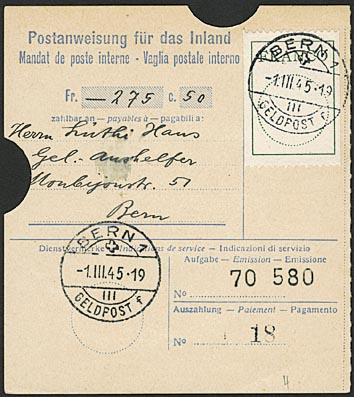 Postanweisung für das Inland
Mandat de poste interne - Vaglia postale interno
Fr. —275 c. 50
zahlbar an - payables à - pagabili a:
Herrn Lüthi Hans
Gel.- Aushelfer
Monbijoustr. 51
Bern
BERN 1
-1.III.45-19
III
GELDPOST f
BERN 1
-1.III.45-19
III
GELDPOST f
Dienstvermerke - Indications de service - Indicazioni di servizio
Aufgabe - Emission - Emissione
No 70 580
Auszahlung - Paiement - Pagamento
No 18